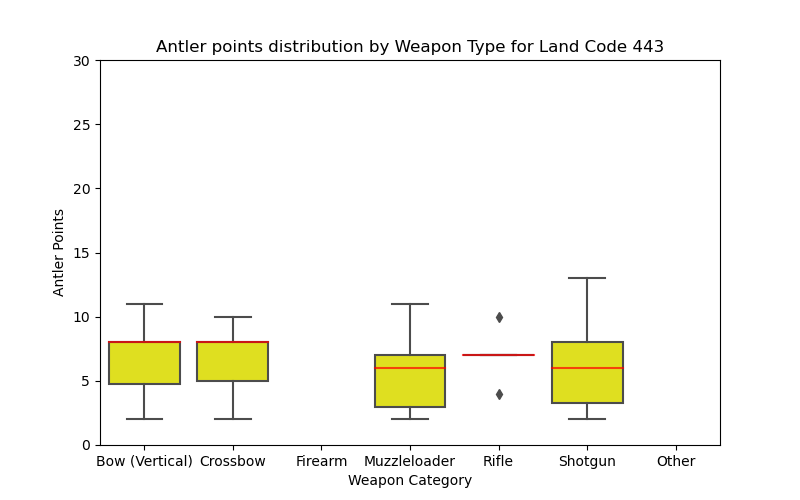 Antler points distribution by Weapon Type for Land Code 443
30
25
20
15
10
5
0
Antler Points
Bow (Vertical) Crossbow Firearm Muzzleloader Rifle Shotgun Other
Weapon Category